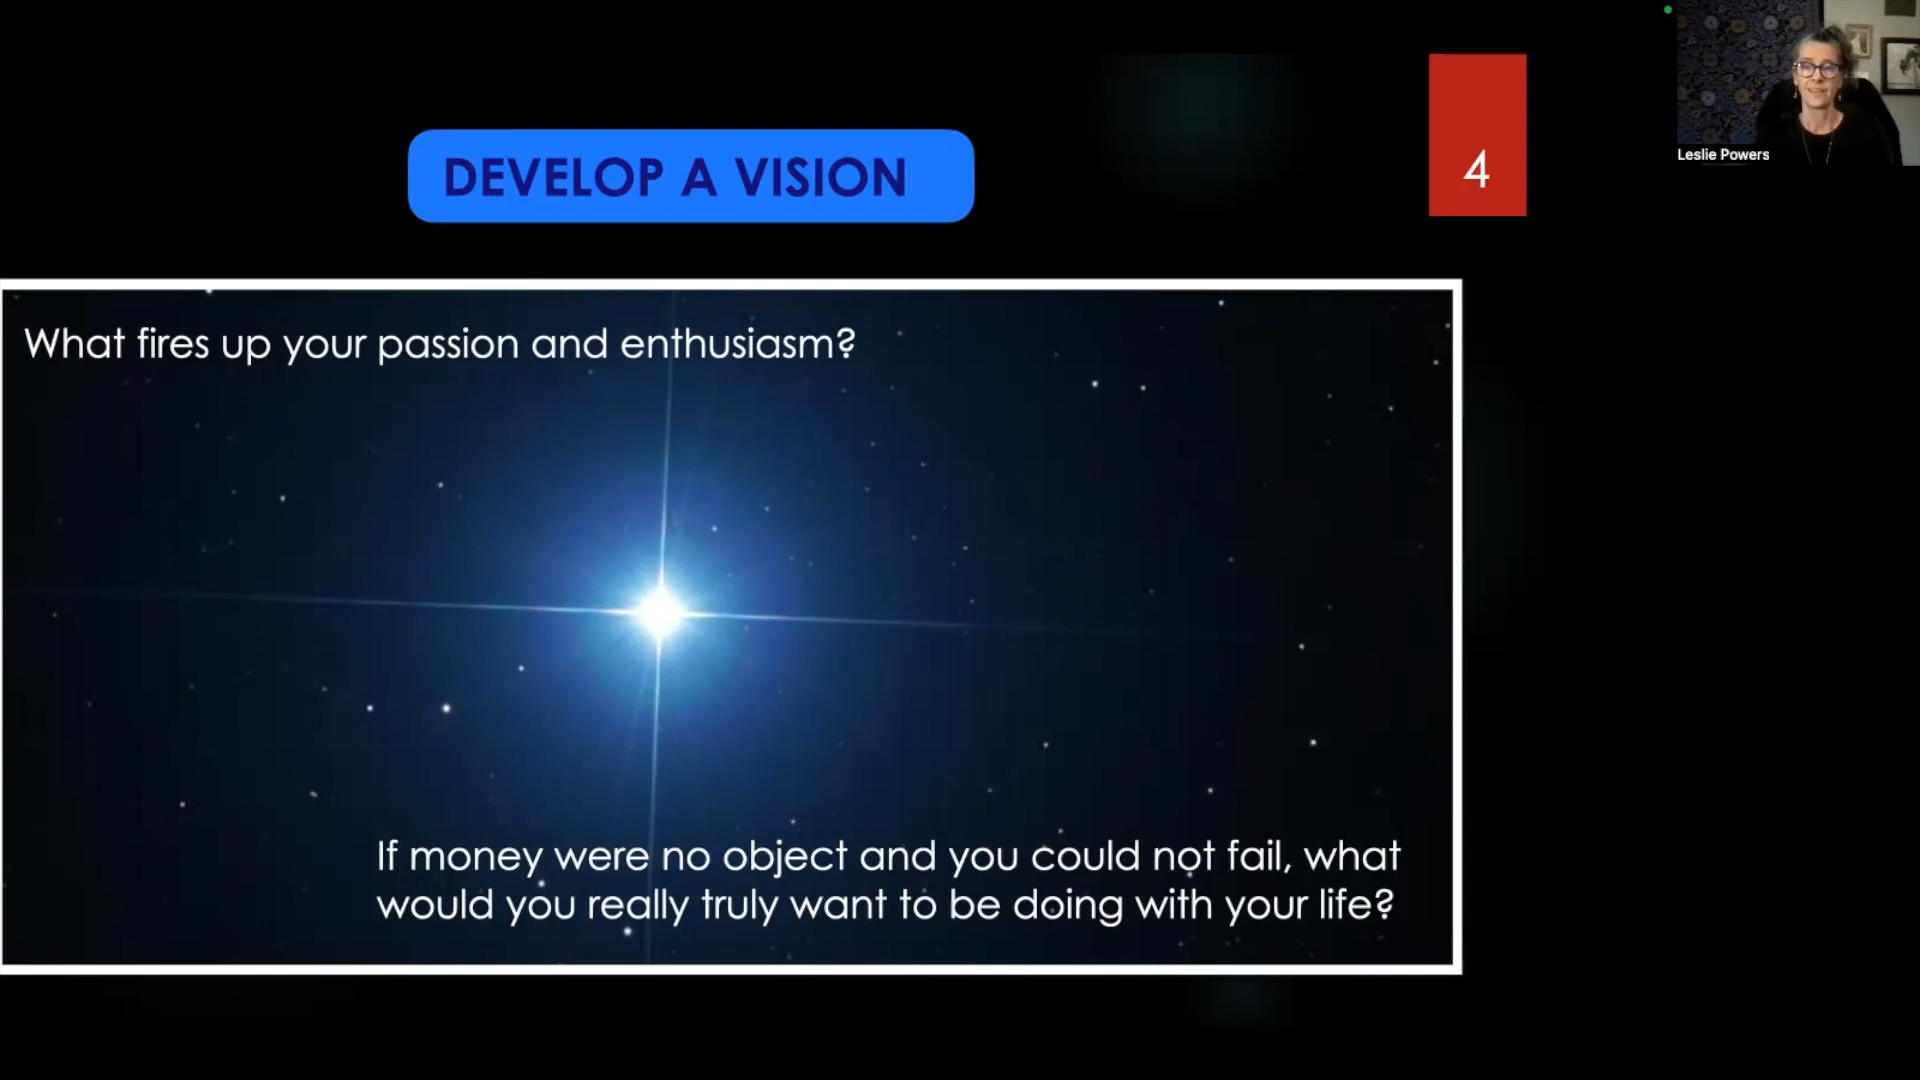 DEVELOP A VISION
4
Leslie Powers
What fires up your passion and enthusiasm?
If money were no object and you could not fail, what
would you really truly want to be doing with your life?